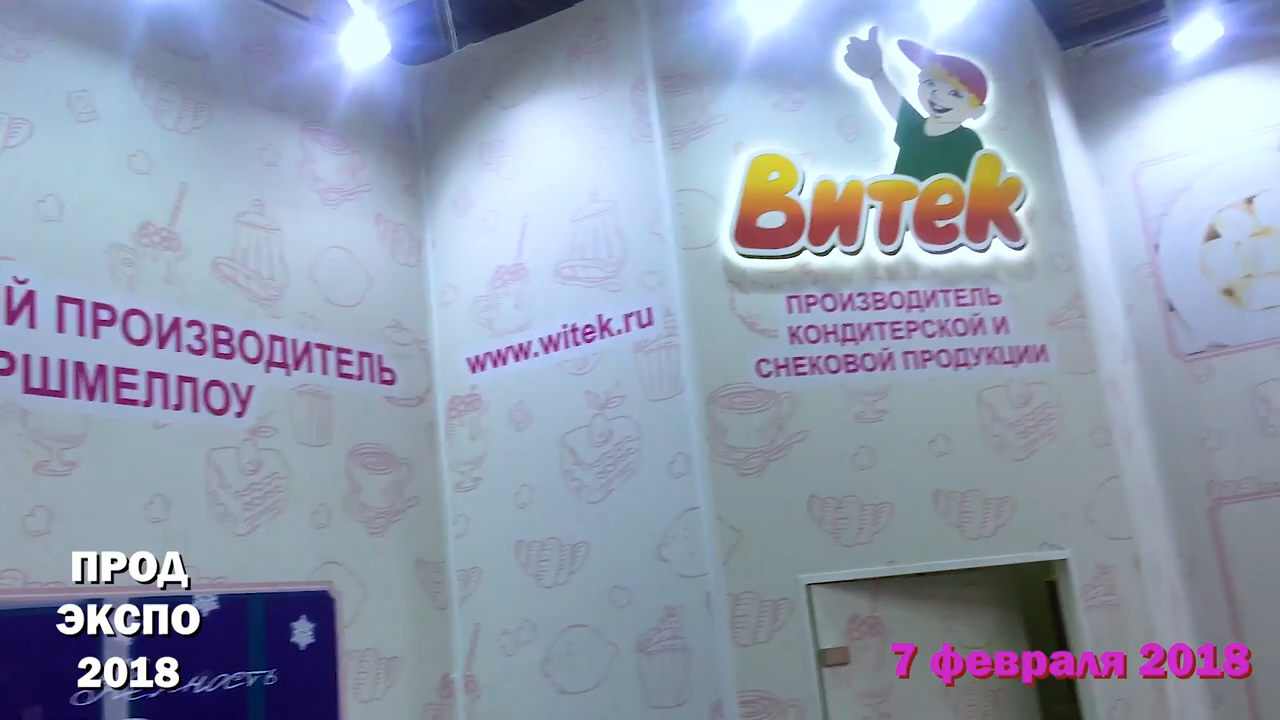 Витек
ПРОИЗВОДИТЕЛЬ
КОНДИТЕРСКОЙ И
СНЕКОВОЙ ПРОДУКЦИИ
www.witek.ru
Й ПРОИЗВОДИТЕЛЬ
РШМЕЛЛОУ
ПРОД
ЭКСПО
2018
7 февраля 2018